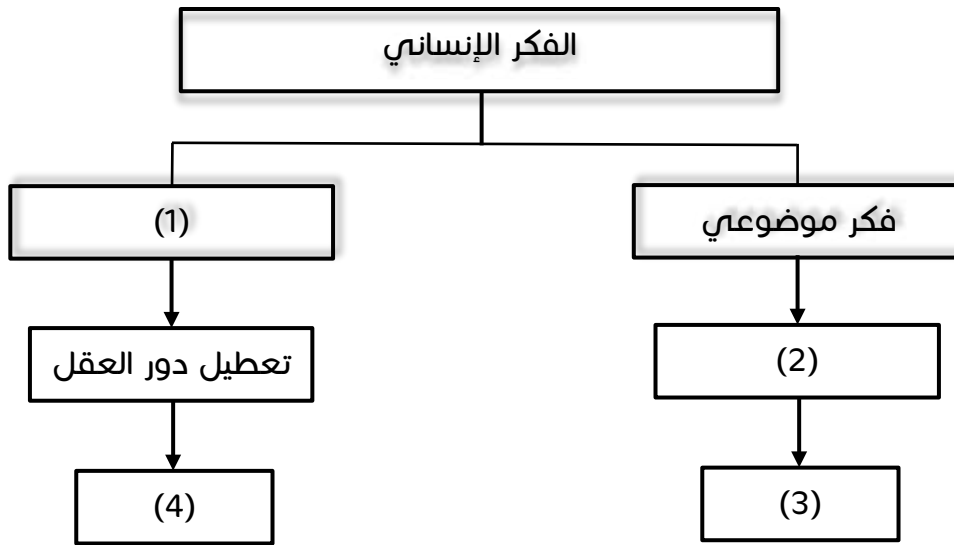 الفكر الإنساني
فكر موضوعي
(1)
(2)
تعطيل دور العقل
(3)
(4)